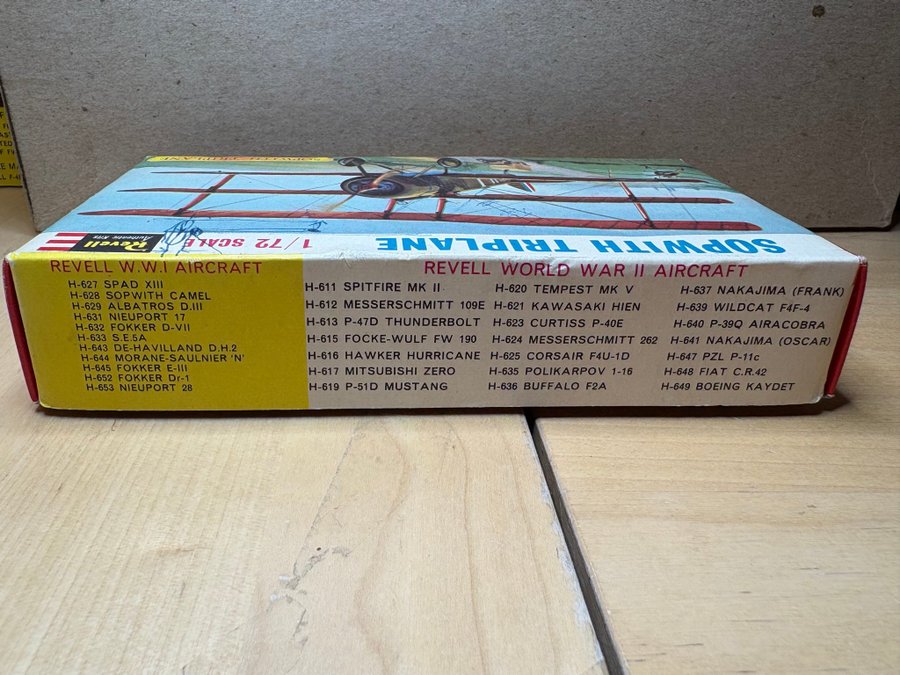 SOPWITH TRIPLANE
Revell
Authentic Kits
1/72 SCALE
SOPWITH TRIPLANE
REVELL W.W.I AIRCRAFT
H-627 SPAD XIII
H-628 SOPWITH CAMEL
H-629 ALBATROS D.III
H-631 NIEUPORT 17
H-632 FOKKER D-VII
H-633 S.E.5A
H-643 DE-HAVILLAND D.H.2
H-644 MORANE-SAULNIER 'N'
H-645 FOKKER E-III
H-652 FOKKER Dr-1
H-653 NIEUPORT 28
REVELL WORLD WAR II AIRCRAFT
H-611 SPITFIRE MK II
H-612 MESSERSCHMITT 109E
H-613 P-47D THUNDERBOLT
H-615 FOCKE-WULF FW 190
H-616 HAWKER HURRICANE
H-617 MITSUBISHI ZERO
H-619 P-51D MUSTANG
H-620 TEMPEST MK V
H-621 KAWASAKI HIEN
H-623 CURTISS P-40E
H-624 MESSERSCHMITT 262
H-625 CORSAIR F4U-1D
H-635 POLIKARPOV 1-16
H-636 BUFFALO F2A
H-637 NAKAJIMA (FRANK)
H-639 WILDCAT F4F-4
H-640 P-39Q AIRACOBRA
H-641 NAKAJIMA (OSCAR)
H-647 PZL P-11c
H-648 FIAT C.R.42
H-649 BOEING KAYDET